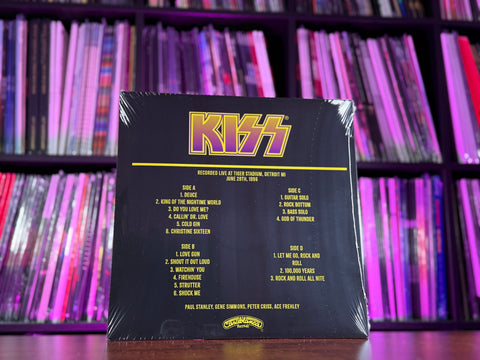 KISS®
RECORDED LIVE AT TIGER STADIUM, DETROIT MI
JUNE 28TH, 1996
SIDE A
1. DEUCE
2. KING OF THE NIGHTIME WORLD
3. DO YOU LOVE ME?
4. CALLIN' DR. LOVE
5. COLD GIN
6. CHRISTINE SIXTEEN
SIDE B
1. LOVE GUN
2. SHOUT IT OUT LOUD
3. WATCHIN' YOU
4. FIREHOUSE
5. STRUTTER
6. SHOCK ME
SIDE C
1. GUITAR SOLO
2. ROCK BOTTOM
3. BASS SOLO
4. GOD OF THUNDER
SIDE D
1. LET ME GO, ROCK AND
ROLL
2. 100,000 YEARS
3. ROCK AND ROLL ALL NITE
PAUL STANLEY, GENE SIMMONS, PETER CRISS, ACE FREHLEY
Casablanca